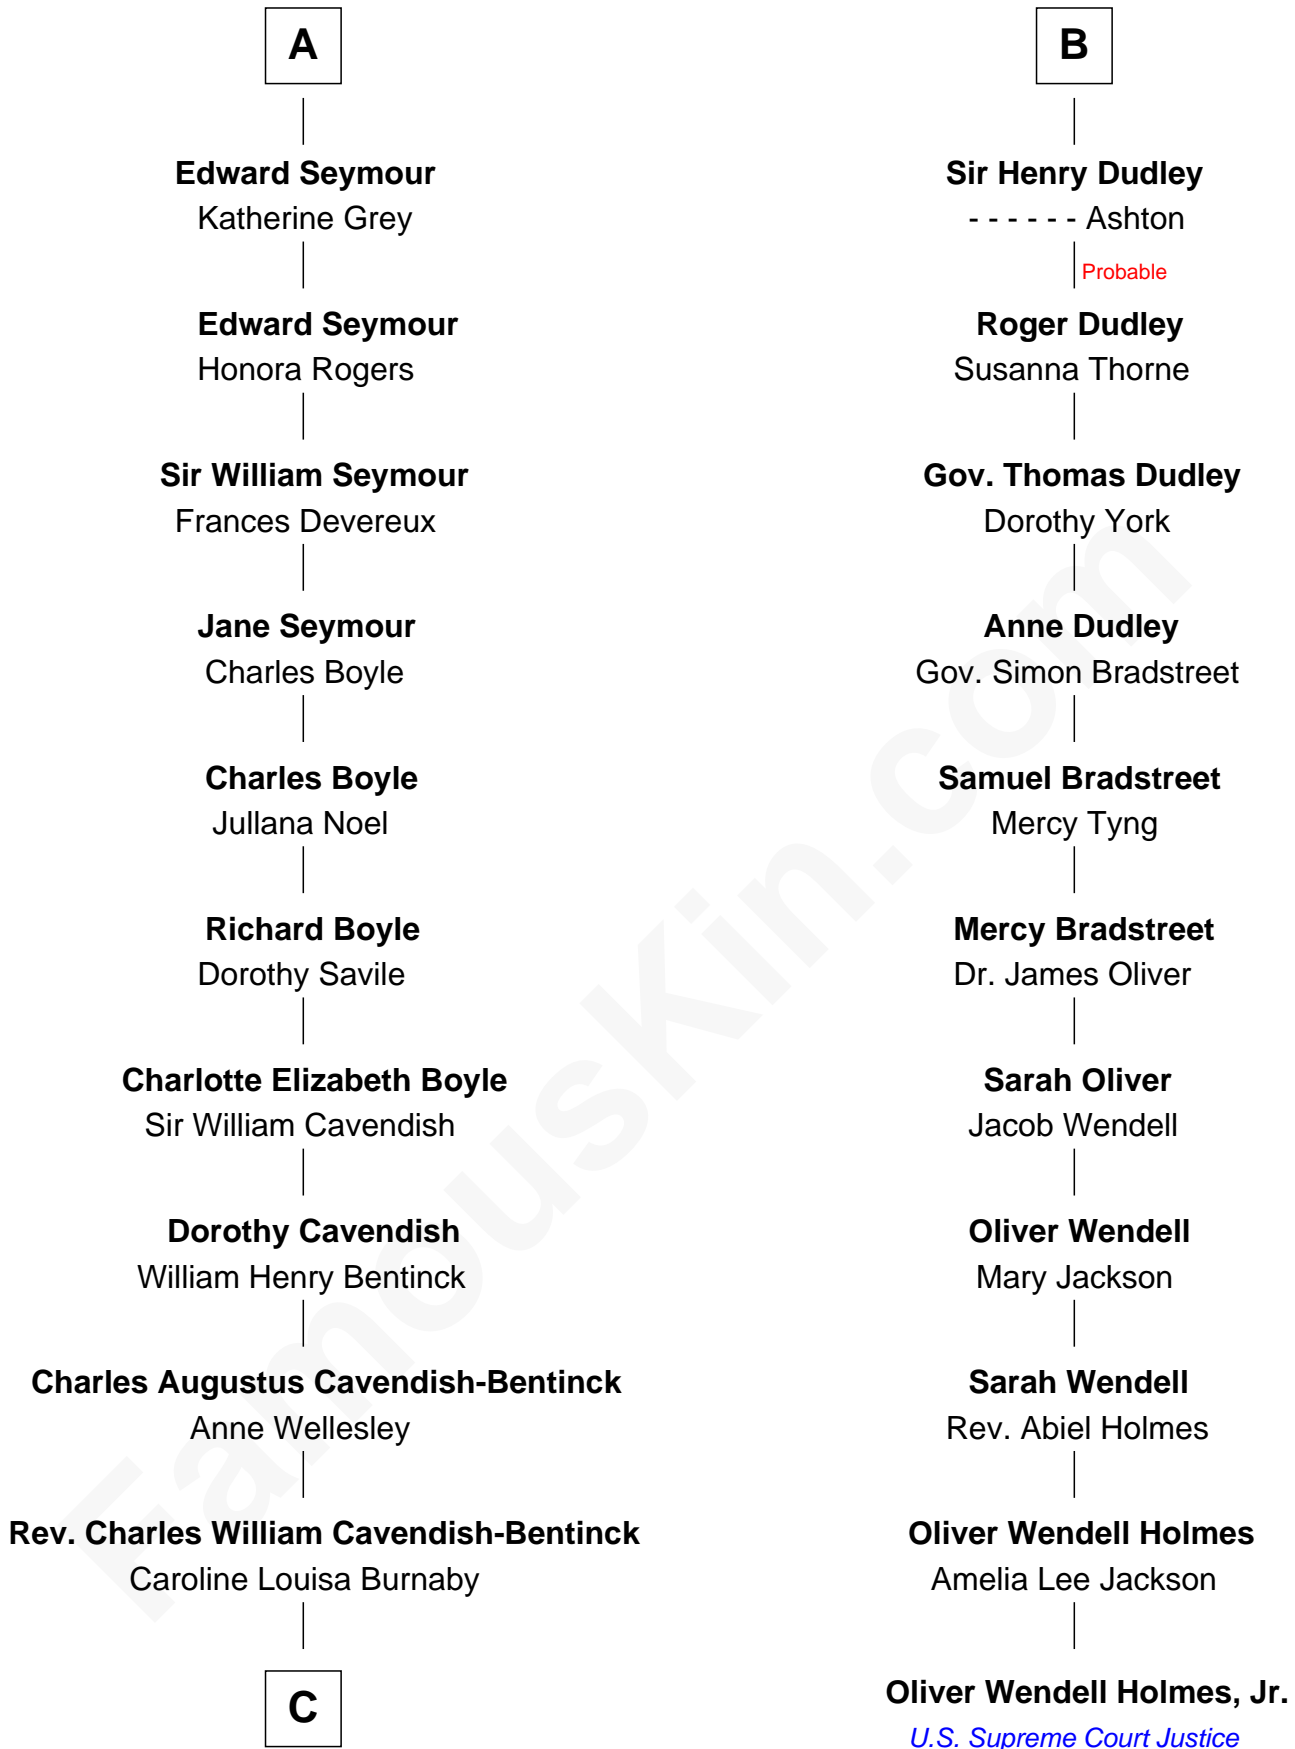 A
Edward Seymour
Katherine Grey
Edward Seymour
Honora Rogers
Sir William Seymour
Frances Devereux
Jane Seymour
Charles Boyle
Charles Boyle
Jullana Noel
Richard Boyle
Dorothy Savile
Charlotte Elizabeth Boyle
Sir William Cavendish
Dorothy Cavendish
William Henry Bentinck
Charles Augustus Cavendish-Bentinck
Anne Wellesley
Rev. Charles William Cavendish-Bentinck
Caroline Louisa Burnaby
C
B
Sir Henry Dudley
- - - - - - Ashton
Probable
Roger Dudley
Susanna Thorne
Gov. Thomas Dudley
Dorothy York
Anne Dudley
Gov. Simon Bradstreet
Samuel Bradstreet
Mercy Tyng
Mercy Bradstreet
Dr. James Oliver
Sarah Oliver
Jacob Wendell
Oliver Wendell
Mary Jackson
Sarah Wendell
Rev. Abiel Holmes
Oliver Wendell Holmes
Amelia Lee Jackson
Oliver Wendell Holmes, Jr.
U.S. Supreme Court Justice
FamousKin.com